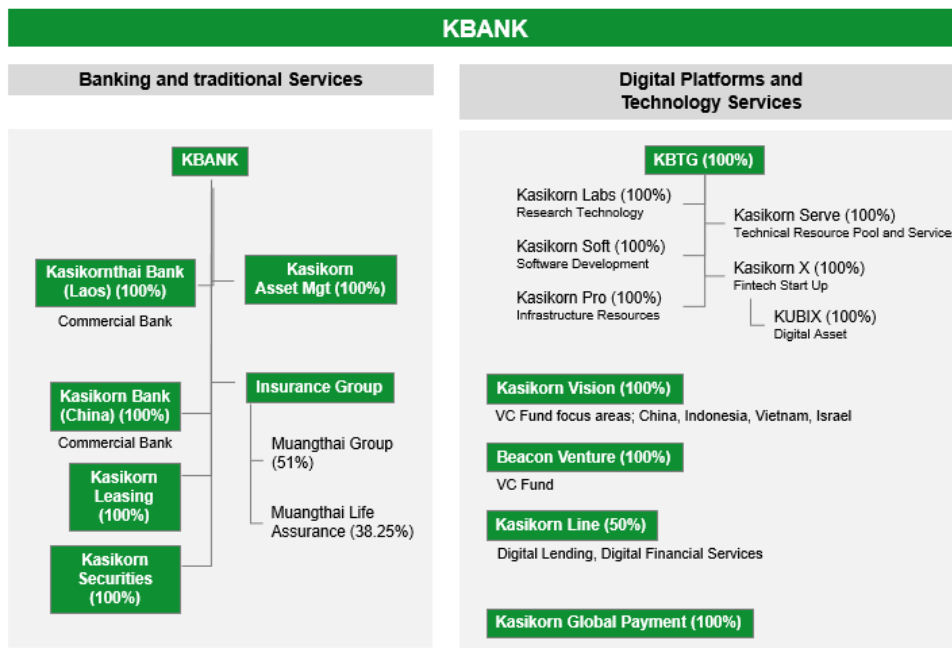 KBANK
Banking and traditional Services
KBANK
Kasikornthai Bank
(Laos) (100%)
Commercial Bank
Kasikorn
Asset Mgt (100%)
Kasikorn Bank
(China) (100%)
Commercial Bank
Insurance Group
Muangthai Group
(51%)
Muangthai Life
Assurance (38.25%)
Kasikorn
Leasing
(100%)
Kasikorn
Securities
(100%)
Digital Platforms and
Technology Services
KBTG (100%)
Kasikorn Labs (100%)
Research Technology
Kasikorn Serve (100%)
Technical Resource Pool and Service
Kasikorn Soft (100%)
Software Development
Kasikorn X (100%)
Fintech Start Up
Kasikorn Pro (100%)
Infrastructure Resources
KUBIX (100%)
Digital Asset
Kasikorn Vision (100%)
VC Fund focus areas; China, Indonesia, Vietnam, Israel
Beacon Venture (100%)
VC Fund
Kasikorn Line (50%)
Digital Lending, Digital Financial Services
Kasikorn Global Payment (100%)